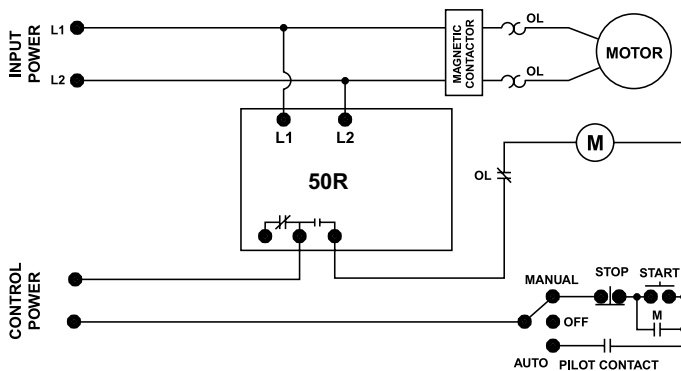 INPUT
POWER
L1
L2
MAGNETIC
CONTACTOR
OL
OL
MOTOR
L1 L2
50R
OL
M
CONTROL
POWER
MANUAL
STOP
START
OFF
M
AUTO
PILOT CONTACT